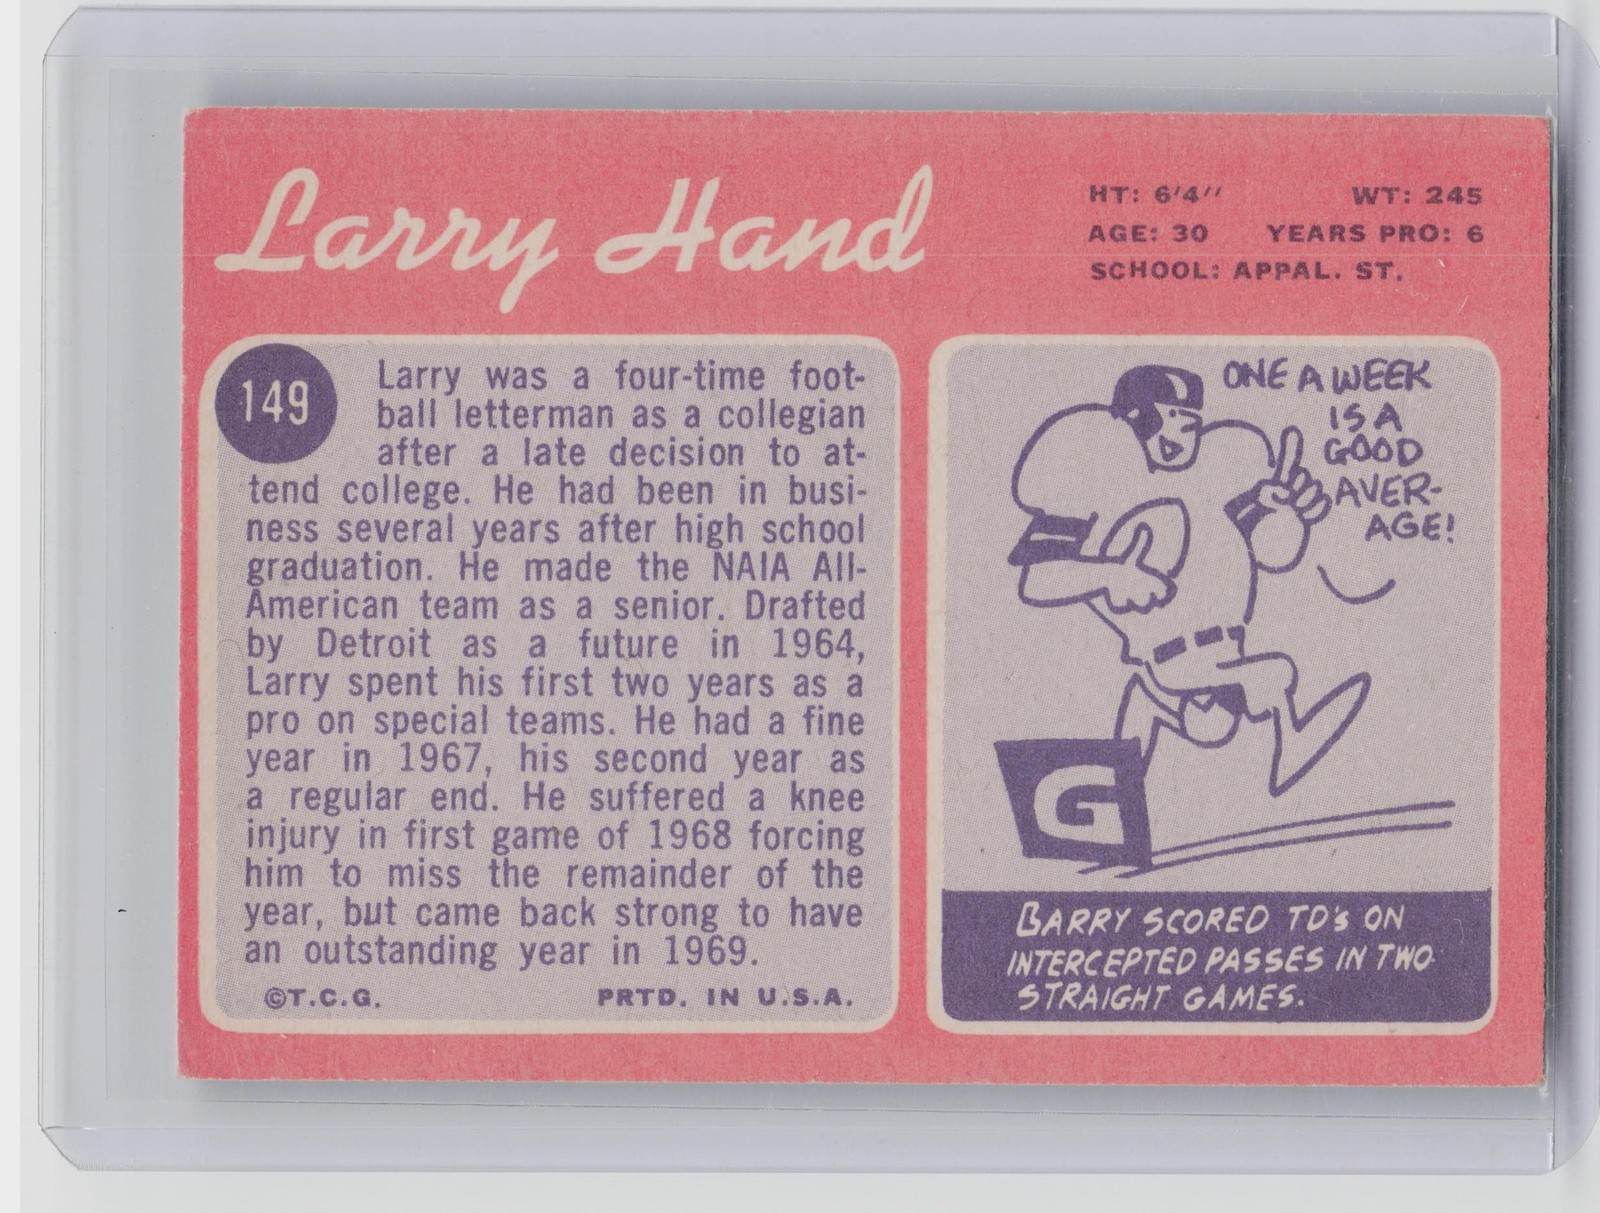 Larry Hand
HT: 6'4" WT: 245
AGE: 30 YEARS PRO: 6
SCHOOL: APPAL. ST.
149
Larry was a four-time foot-
ball letterman as a collegian
after a late decision to at-
tend college. He had been in busi-
ness several years after high school
graduation. He made the NAIA All-
American team as a senior. Drafted
by Detroit as a future in 1964,
Larry spent his first two years as a
pro on special teams. He had a fine
year in 1967, his second year as
a regular end. He suffered a knee
injury in first game of 1968 forcing
him to miss the remainder of the
year, but came back strong to have
an outstanding year in 1969.
©T.C.G. PRTD. IN U.S.A.
ONE A WEEK
IS A
GOOD
AVER-
AGE!
G
BARRY SCORED TD's ON
INTERCEPTED PASSES IN TWO
STRAIGHT GAMES.